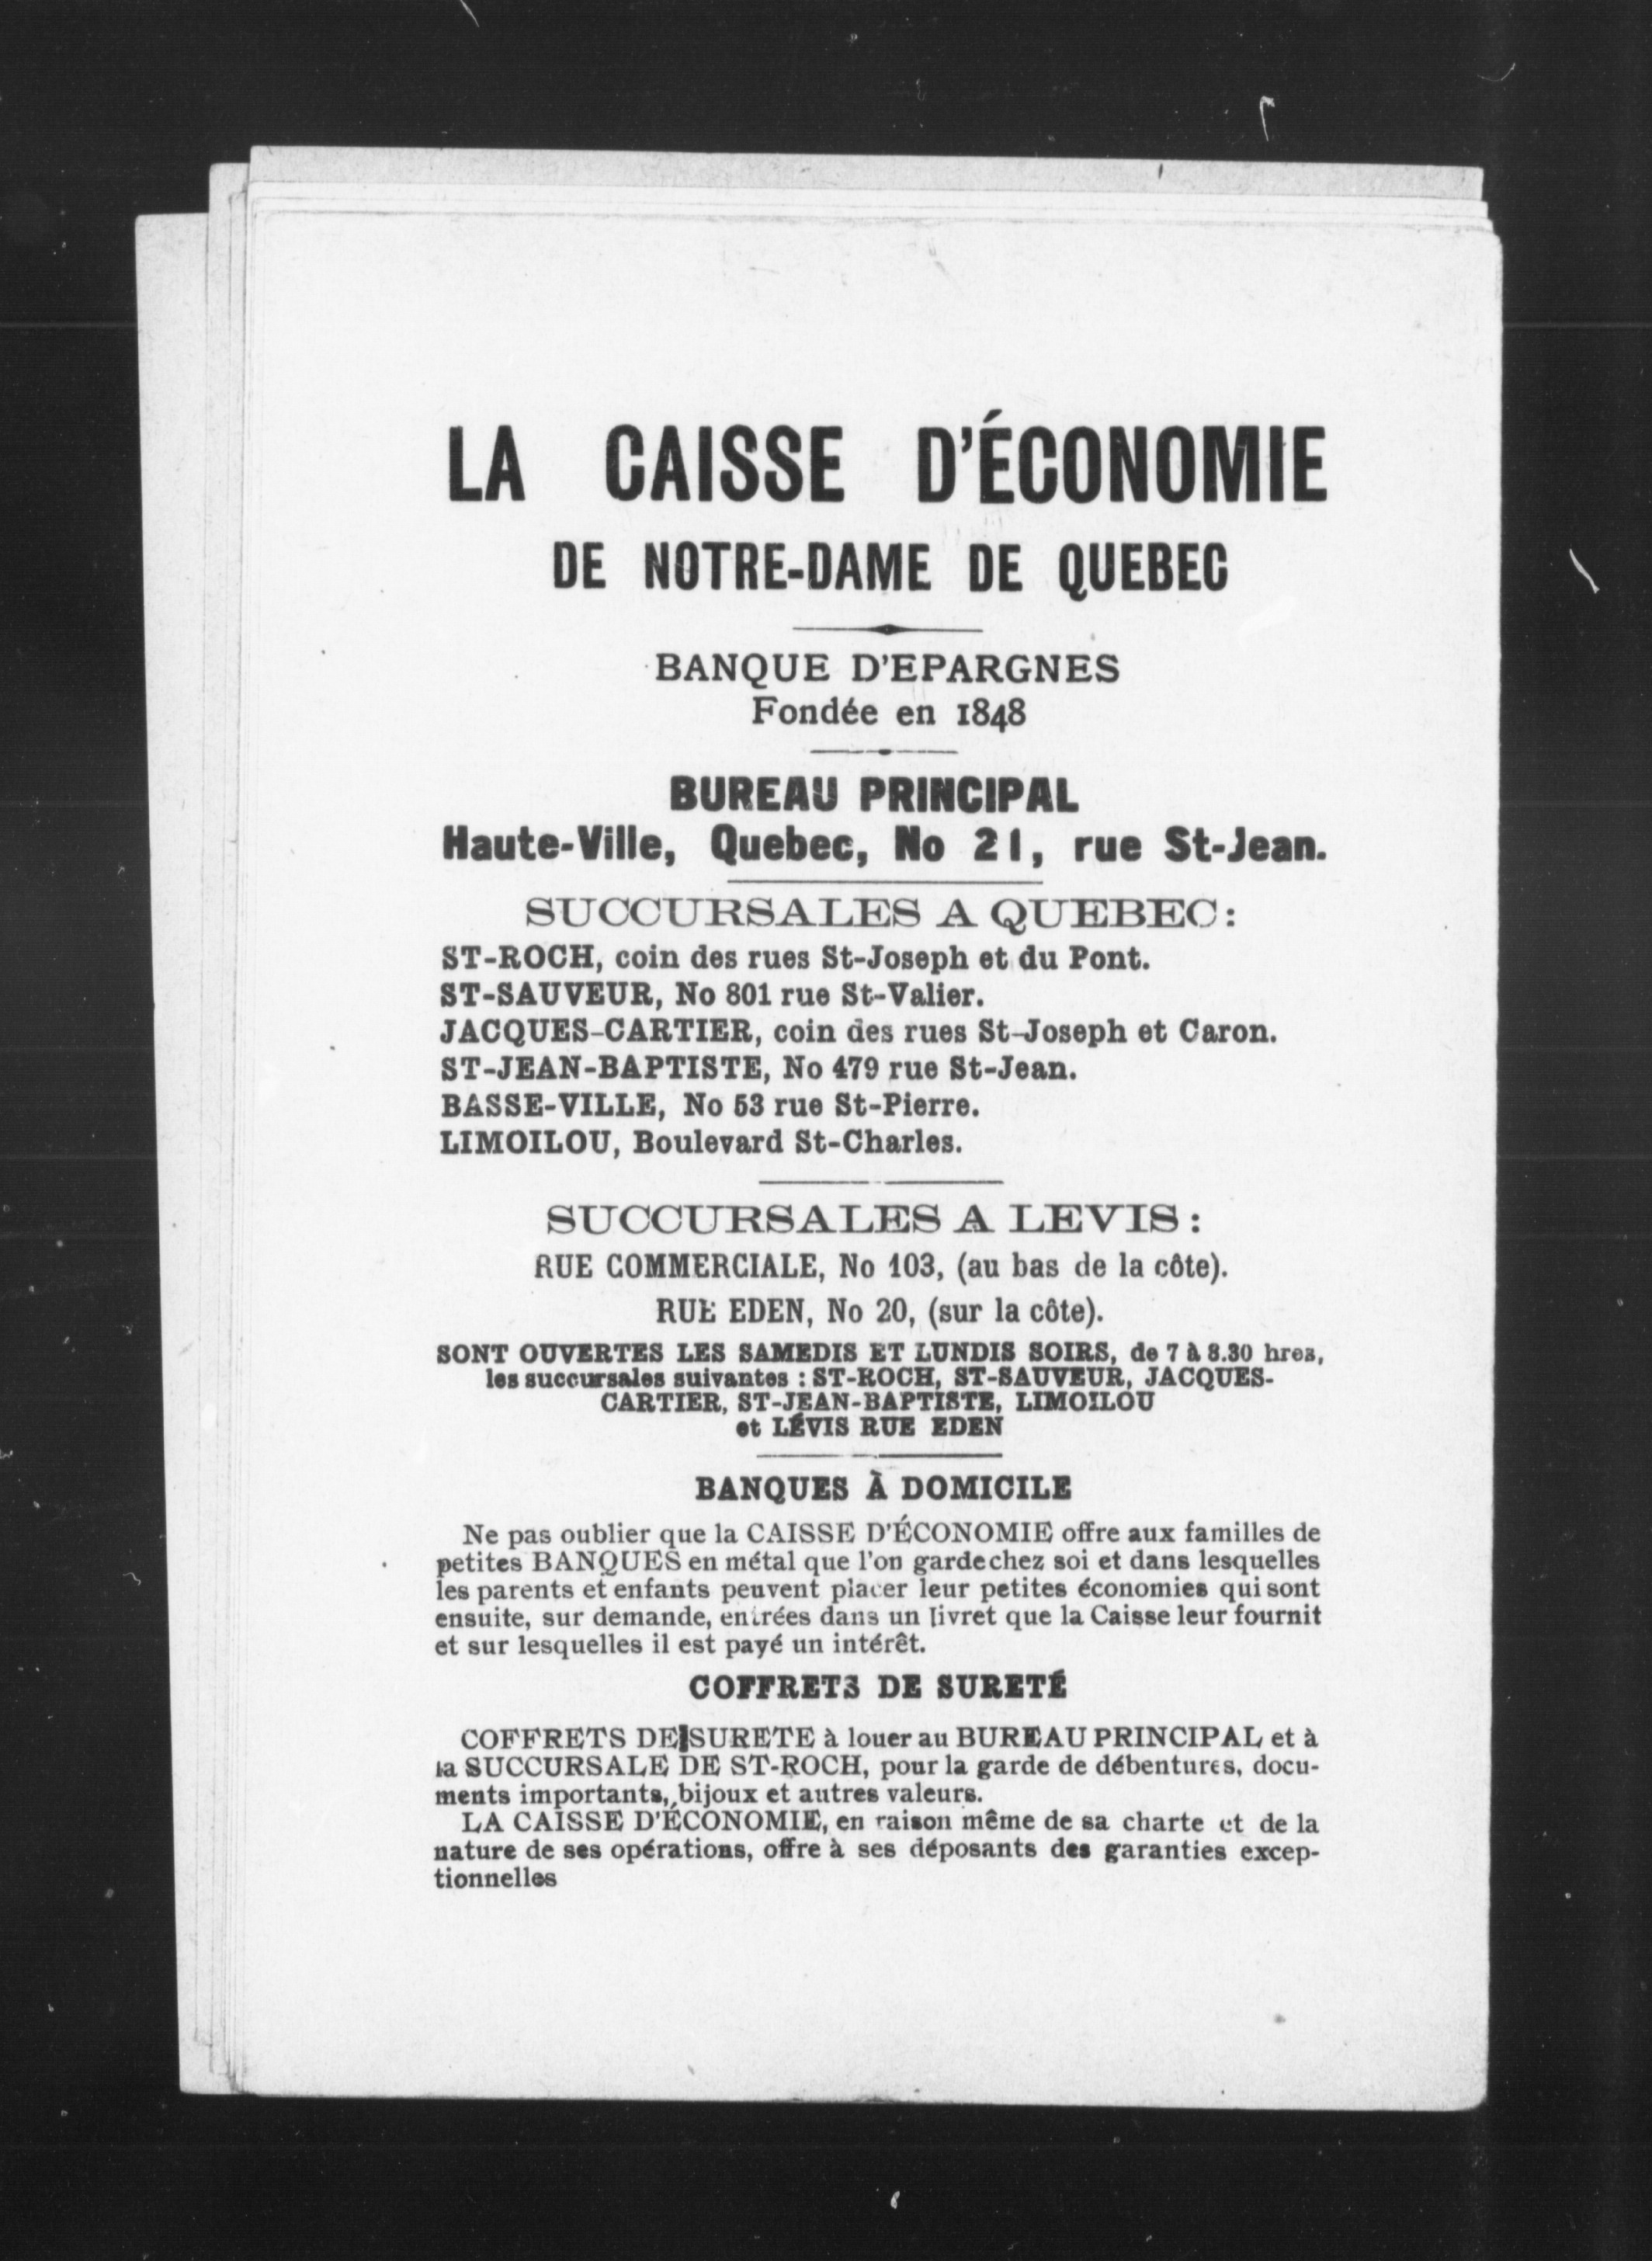 LA CAISSE D'ÉCONOMIE
DE NOTRE-DAME DE QUEBEC
BANQUE D'EPARGNES
Fondée en 1848
BUREAU PRINCIPAL
Haute-Ville, Quebec, No 21, rue St-Jean.
SUCCURSALES A QUEBEC:
ST-ROCH, coin des rues St-Joseph et du Pont.
ST-SAUVEUR, No 801 rue St-Valier.
JACQUES-CARTIER, coin des rues St-Joseph et Caron.
ST-JEAN-BAPTISTE, No 479 rue St-Jean.
BASSE-VILLE, No 53 rue St-Pierre.
LIMOILOU, Boulevard St-Charles.
SUCCURSALES A LEVIS:
RUE COMMERCIALE, No 103, (au bas de la côte).
RUE EDEN, No 20, (sur la côte).
SONT OUVERTES LES SAMEDIS ET LUNDIS SOIRS, de 7 à 8.30 hres,
les succursales suivantes : ST-ROCH, ST-SAUVEUR, JACQUES-
CARTIER, ST-JEAN-BAPTISTE, LIMOILOU
et LÉVIS RUE EDEN
BANQUES À DOMICILE
Ne pas oublier que la CAISSE D'ÉCONOMIE offre aux familles de
petites BANQUES en métal que l'on garde chez soi et dans lesquelles
les parents et enfants peuvent placer leur petites économies qui sont
ensuite, sur demande, entrées dans un livret que la Caisse leur fournit
et sur lesquelles il est payé un intérêt.
COFFRETS DE SURETÉ
COFFRETS DE SURETE à louer au BUREAU PRINCIPAL et à
la SUCCURSALE DE ST-ROCH, pour la garde de débentures, docu-
ments importants, bijoux et autres valeurs.
LA CAISSE D'ÉCONOMIE, en raison même de sa charte et de la
nature de ses opérations, offre à ses déposants des garanties excep-
tionnelles